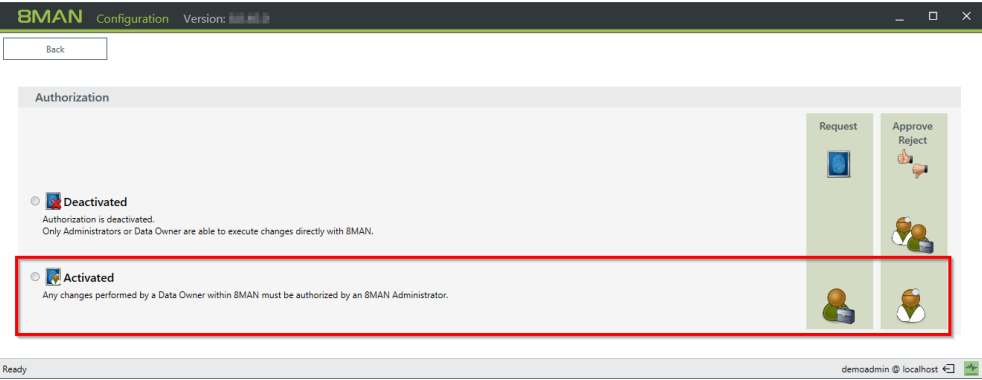 8MAN Configuration Version:
Back
Authorization
Request
Approve
Reject
Deactivated
Authorization is deactivated.
Only Administrators or Data Owner are able to execute changes directly with 8MAN.
Activated
Any changes performed by a Data Owner within 8MAN must be authorized by an 8MAN Administrator.
Ready
demoadmin @ localhost